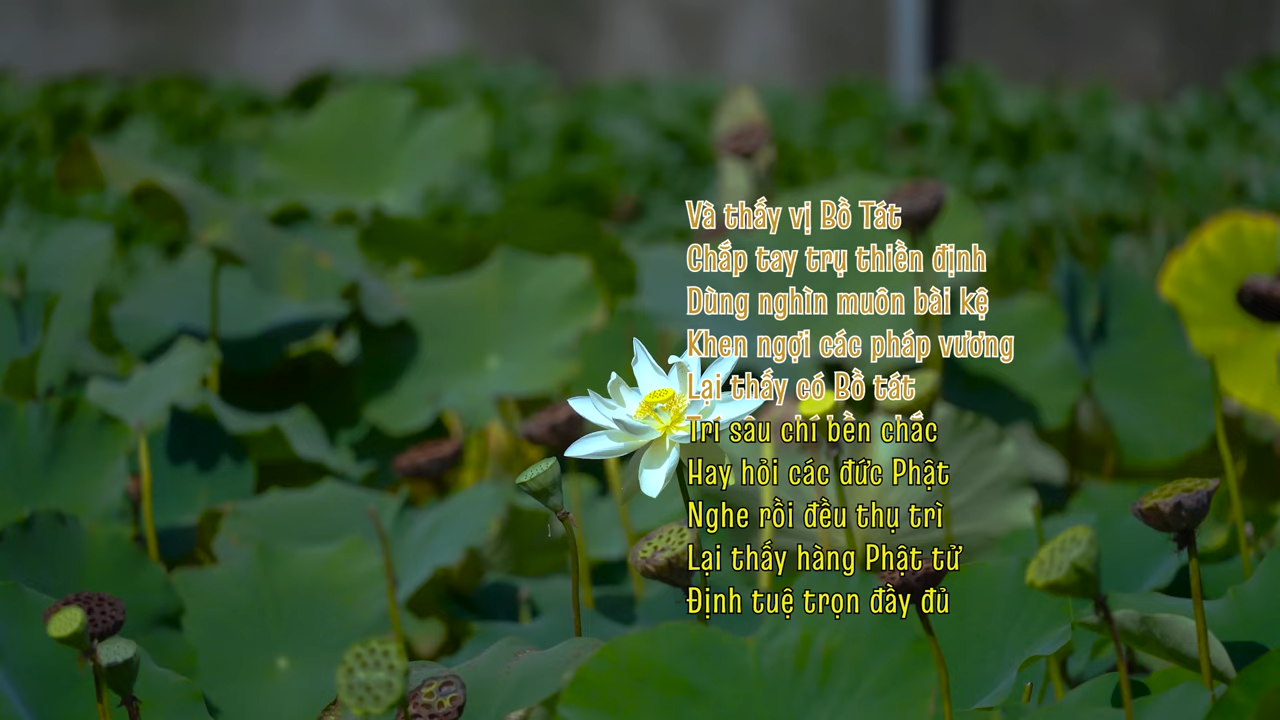 Và thấy vị Bồ Tát
Chắp tay trụ thiền định
Dùng nghìn muôn bài kệ
Khen ngợi các pháp vương
Lại thấy có Bồ tát
Trí sâu chí bền chắc
Hay hỏi các đức Phật
Nghe rồi đều thụ trì
Lại thấy hàng Phật tử
Định tuệ trọn đầy đủ